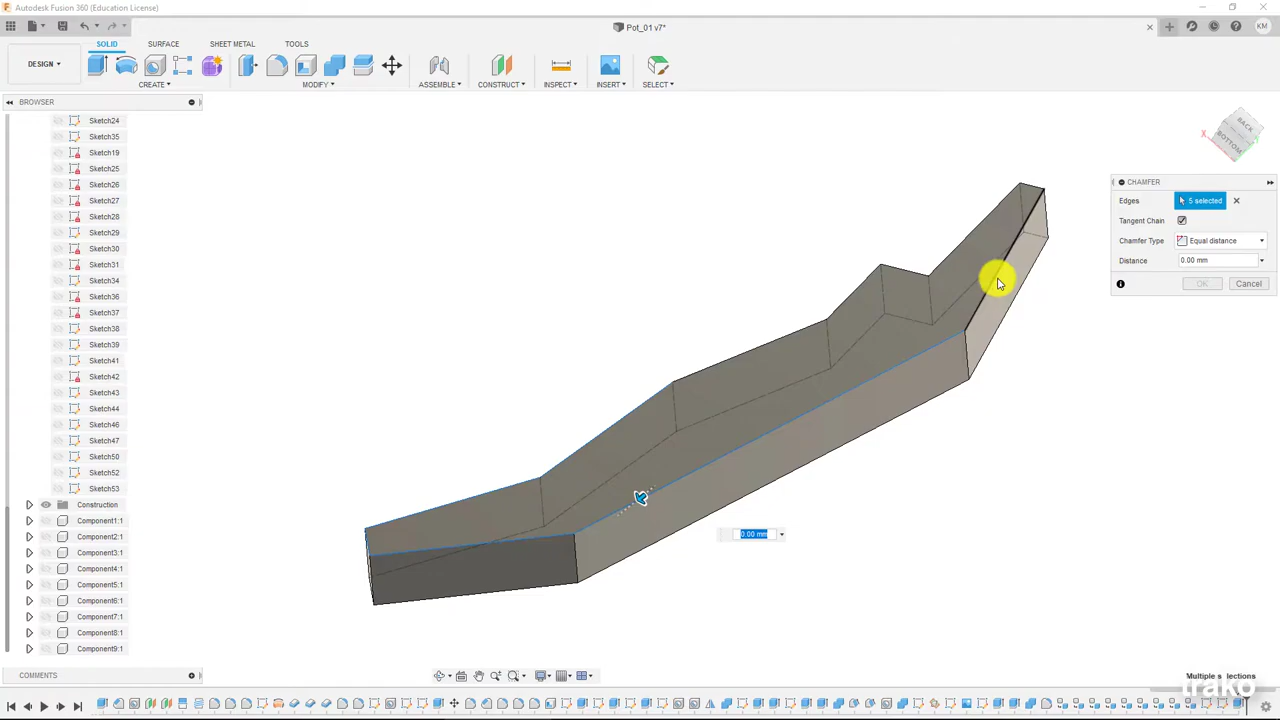 Autodesk Fusion 360 (Education License)
Pot_01 v7*
KM
DESIGN
SOLID
SURFACE
SHEET METAL
TOOLS
CREATE
MODIFY
ASSEMBLE
CONSTRUCT
INSPECT
INSERT
SELECT
BROWSER
Sketch24
Sketch35
Sketch19
Sketch25
Sketch26
Sketch27
Sketch28
Sketch29
Sketch30
Sketch31
Sketch34
Sketch36
Sketch37
Sketch38
Sketch39
Sketch41
Sketch42
Sketch43
Sketch44
Sketch46
Sketch47
Sketch50
Sketch52
Sketch53
Construction
Component1:1
Component2:1
Component3:1
Component4:1
Component5:1
Component6:1
Component7:1
Component8:1
Component9:1
COMMENTS
BACK
BOTTOM
X
CHAMFER
Edges 5 selected
Tangent Chain
Chamfer Type Equal distance
Distance 0.00 mm
OK Cancel
0.00 mm
Multiple selections
trako